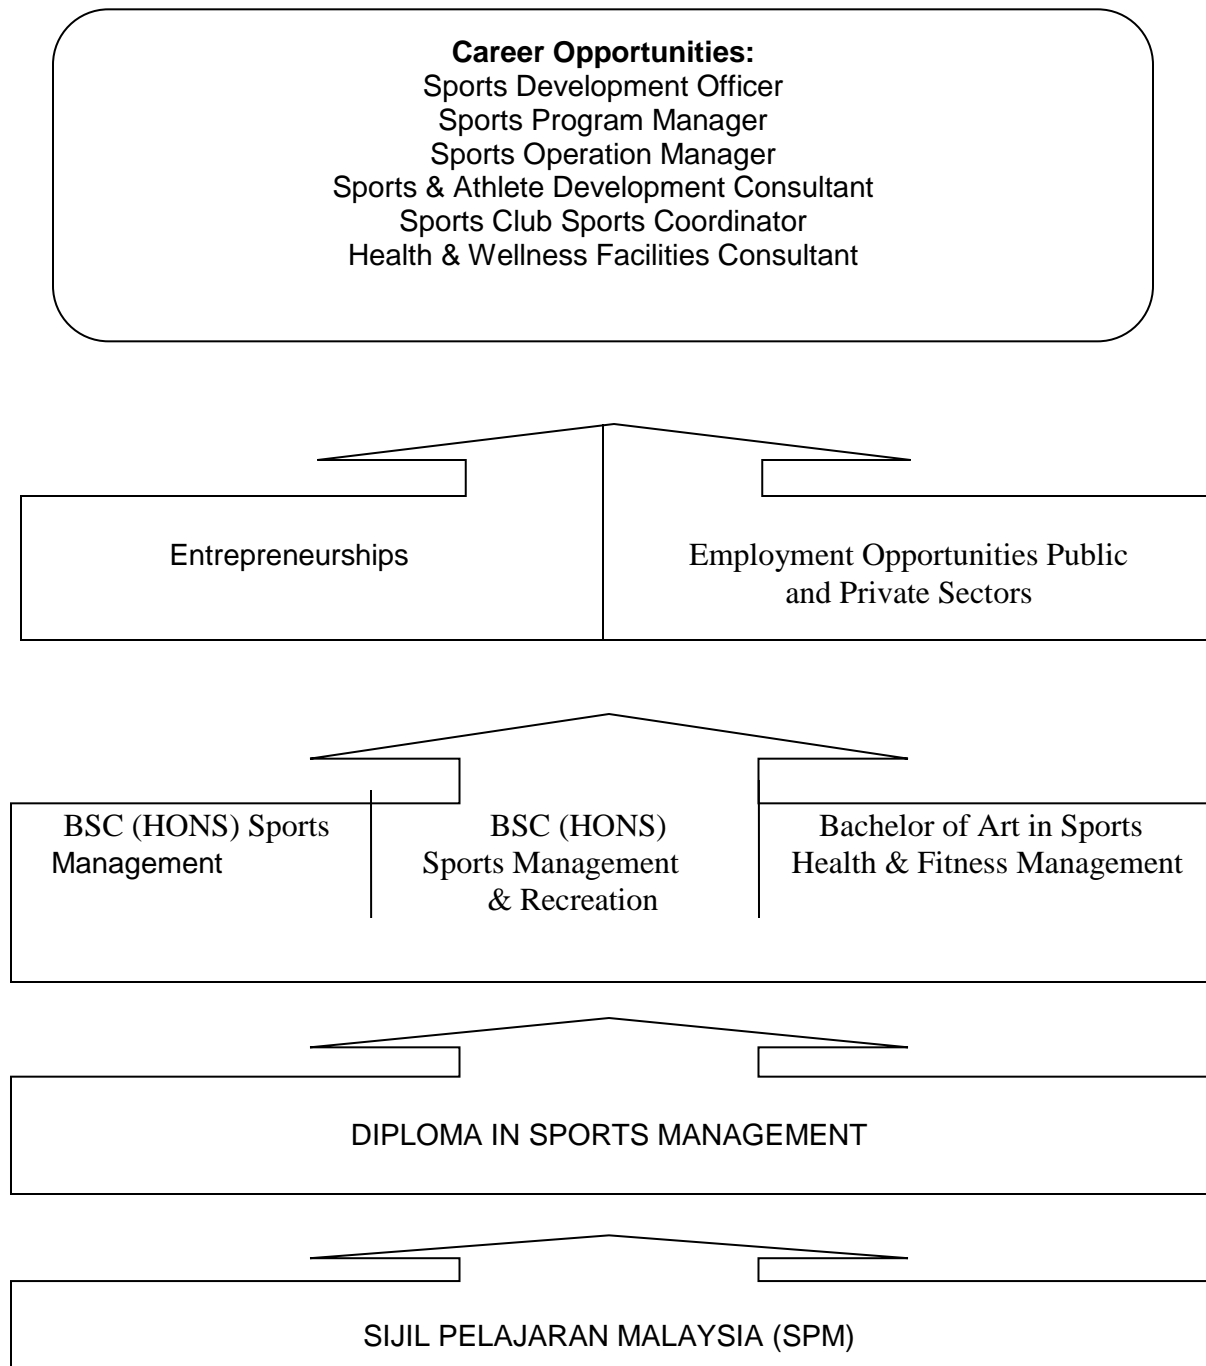 Career Opportunities:
Sports Development Officer
Sports Program Manager
Sports Operation Manager
Sports & Athlete Development Consultant
Sports Club Sports Coordinator
Health & Wellness Facilities Consultant
Entrepreneurships
Employment Opportunities Public
and Private Sectors
BSC (HONS) Sports
Management
BSC (HONS)
Sports Management
& Recreation
Bachelor of Art in Sports
Health & Fitness Management
DIPLOMA IN SPORTS MANAGEMENT
SIJIL PELAJARAN MALAYSIA (SPM)